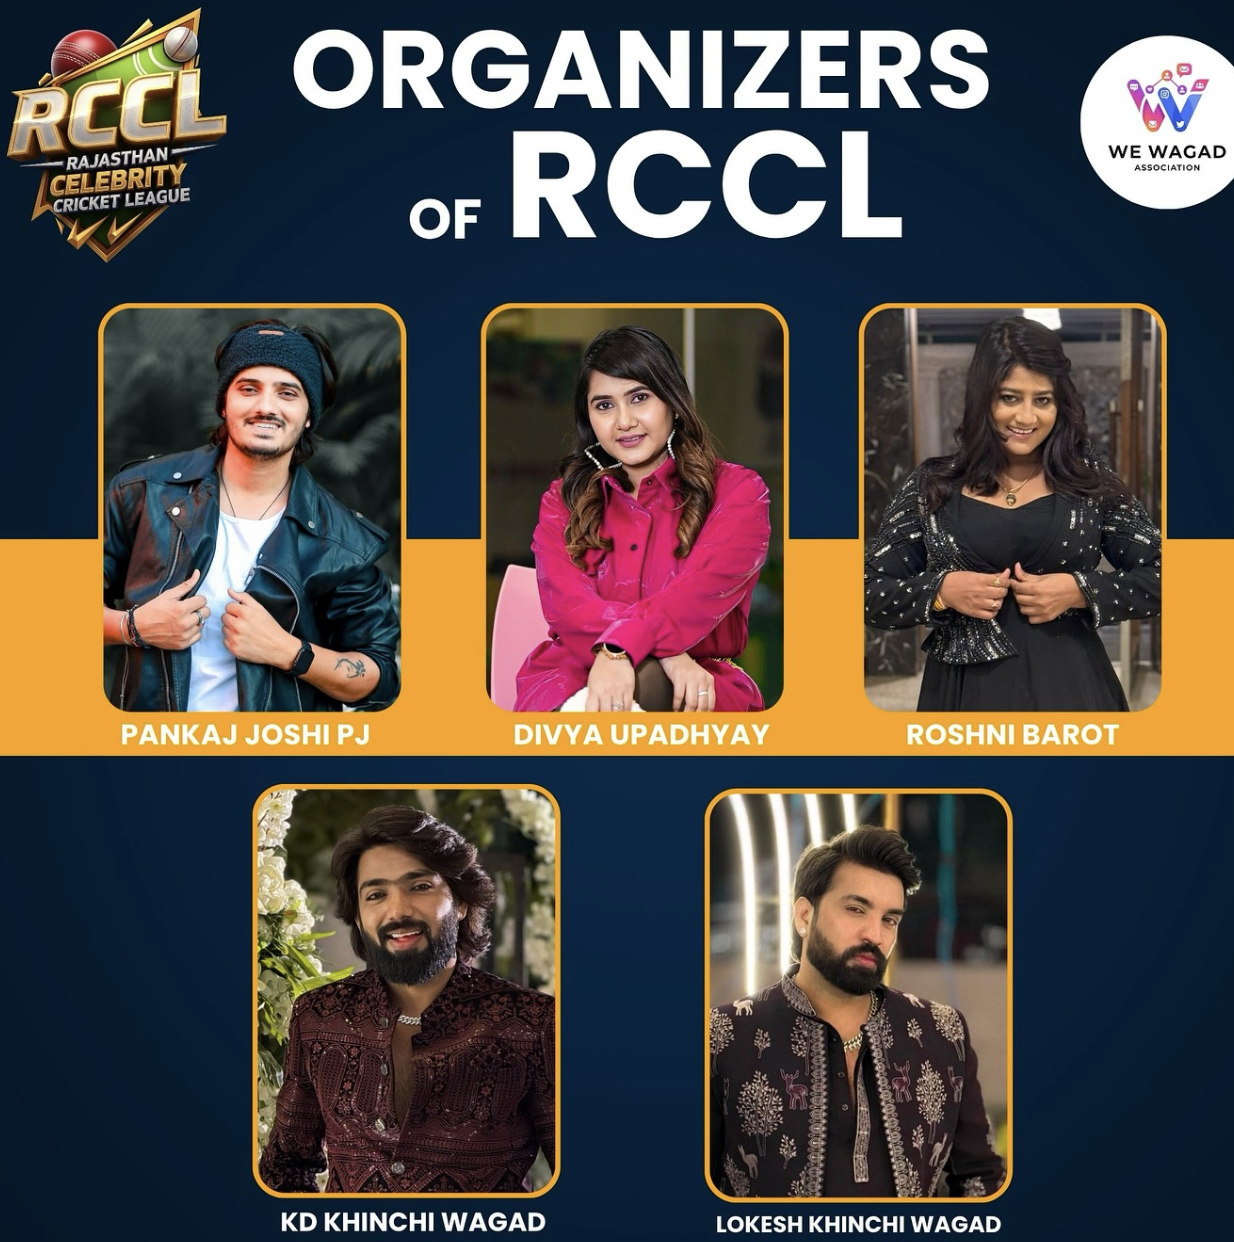 RCCL
RAJASTHAN
CELEBRITY
CRICKET LEAGUE
ORGANIZERS
OF RCCL
WE WAGAD
ASSOCIATION
PANKAJ JOSHI PJ
DIVYA UPADHYAY
ROSHNI BAROT
KD KHINCHI WAGAD
LOKESH KHINCHI WAGAD